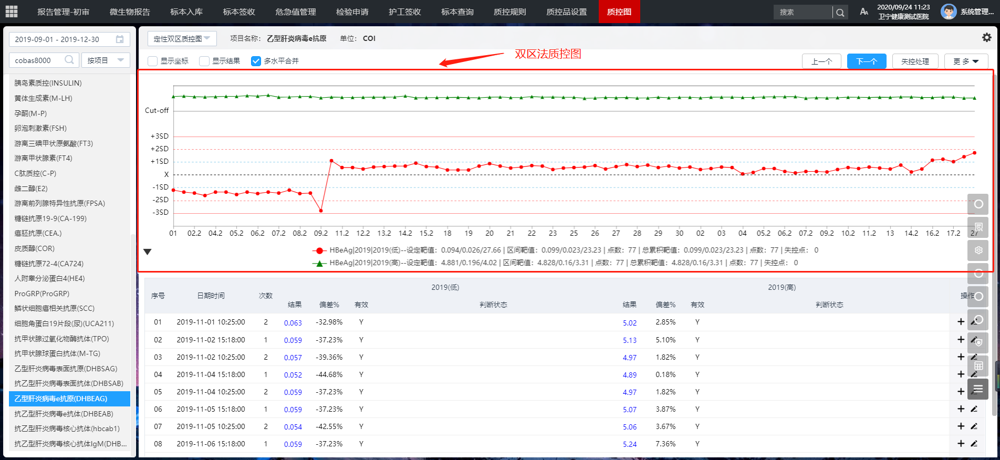 报告管理-初审 微生物报告 标本入库 标本签收 危急值管理 检验申请 护工签收 标本查询 质控规则 质控品设置 质控图 搜索 AA 2020/09/24 11:23 系统管理...
卫宁健康测试医院
2019-09-01 - 2019-12-30
cobas8000 按项目
胰岛素质控(INSULIN)
黄体生成素(M-LH)
孕酮(M-P)
卵泡刺激素(FSH)
游离三碘甲状原氨酸(FT3)
游离甲状腺素(FT4)
C肽质控(C-P)
雌二醇(E2)
游离前列腺特异性抗原(FPSA)
糖链抗原19-9(CA-199)
癌胚抗原(CEA.)
皮质醇(COR)
糖链抗原72-4(CA724)
人附睾分泌蛋白4(HE4)
ProGRP(ProGRP)
鳞状细胞癌相关抗原(SCC)
细胞角蛋白19片段(尿)(UCA211)
抗甲状腺过氧化物酶抗体(TPO)
抗甲状腺球蛋白抗体(M-TG)
乙型肝炎病毒表面抗原(DHBSAG)
抗乙型肝炎病毒表面抗体(DHBSAB)
乙型肝炎病毒e抗原(DHBEAG)
抗乙型肝炎病毒e抗体(DHBEAB)
抗乙型肝炎病毒核心抗体(hbcab1)
抗乙型肝炎病毒核心抗体IgM(DHB...
定性双区质控图 项目名称: 乙型肝炎病毒e抗原 单位: COI
显示坐标 显示结果 多水平合并 双区法质控图 上一个 下一个 失控处理 更多
Cut-off
+3SD
+2SD
+1SD
X
-1SD
-2SD
-3SD
01 02.2 04.2 05.2 06.2 07.2 08.2 09.2 11.2 12.2 13.2 14.2 15.2 18 19 20 21 22 23 25 26 27 28 29 30 02 03 04 05.2 06.2 07.2 09.2 10.2 11.2 13 14.2 16.2 17.2 27
HBeAg|2019|2019(低)--设定靶值: 0.094/0.026/27.66 | 区间靶值: 0.099/0.023/23.23 | 点数: 77 | 总累积靶值: 0.099/0.023/23.23 | 点数: 77 | 失控点: 0
HBeAg|2019|2019(高)--设定靶值: 4.881/0.196/4.02 | 区间靶值: 4.828/0.16/3.31 | 点数: 77 | 总累积靶值: 4.828/0.16/3.31 | 点数: 77 | 失控点: 0
序号 日期时间 次数 2019(低) 2019(高) 操作
结果 偏差% 有效 判断状态 结果 偏差% 有效 判断状态
01 2019-11-01 10:25:00 2 0.063 -32.98% Y 5.02 2.85% Y
02 2019-11-02 15:18:00 1 0.059 -37.23% Y 5.13 5.10% Y
03 2019-11-02 10:25:00 2 0.057 -39.36% Y 4.97 1.82% Y
04 2019-11-04 15:18:00 1 0.052 -44.68% Y 4.89 0.18% Y
05 2019-11-04 10:25:00 2 0.059 -37.23% Y 4.97 1.82% Y
06 2019-11-05 15:18:00 1 0.059 -37.23% Y 5.07 3.87% Y
07 2019-11-05 10:25:00 2 0.054 -42.55% Y 5.06 3.67% Y
08 2019-11-06 15:18:00 1 0.059 -37.23% Y 5.24 7.36% Y